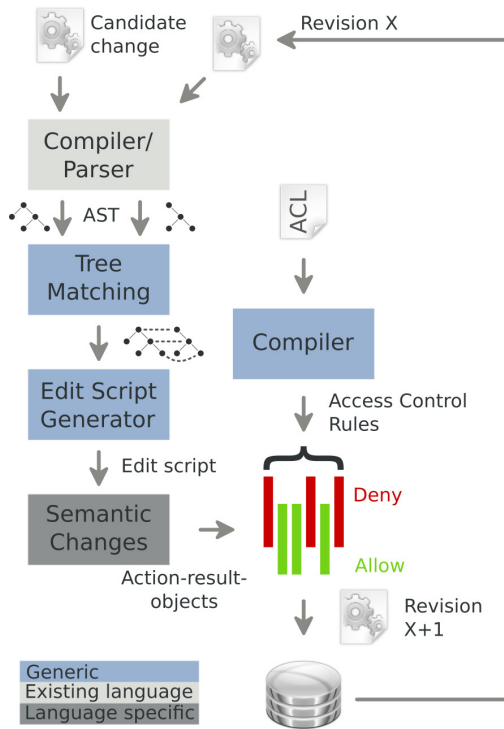 Candidate
change
Revision X
Compiler/
Parser
AST
ACL
Tree
Matching
Compiler
Edit Script
Generator
Access Control
Rules
Edit script
Deny
Semantic
Changes
Allow
Action-result-
objects
Revision
X+1
Generic
Existing language
Language specific